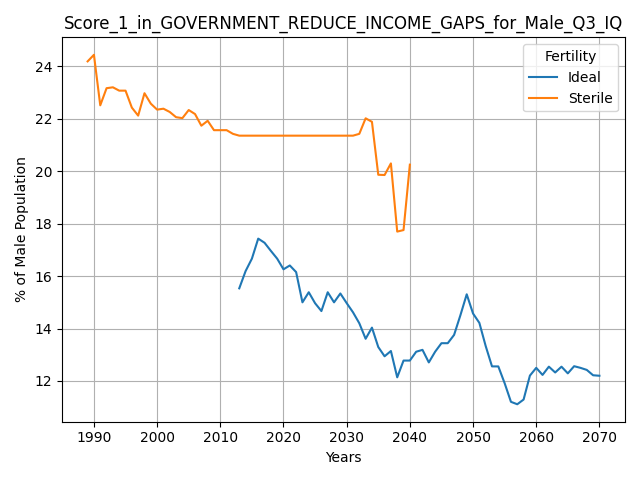 Score_1_in_GOVERNMENT_REDUCE_INCOME_GAPS_for_Male_Q3_IQ
Fertility
Ideal
Sterile
% of Male Population
24
22
20
18
16
14
12
1990 2000 2010 2020 2030 2040 2050 2060 2070
Years